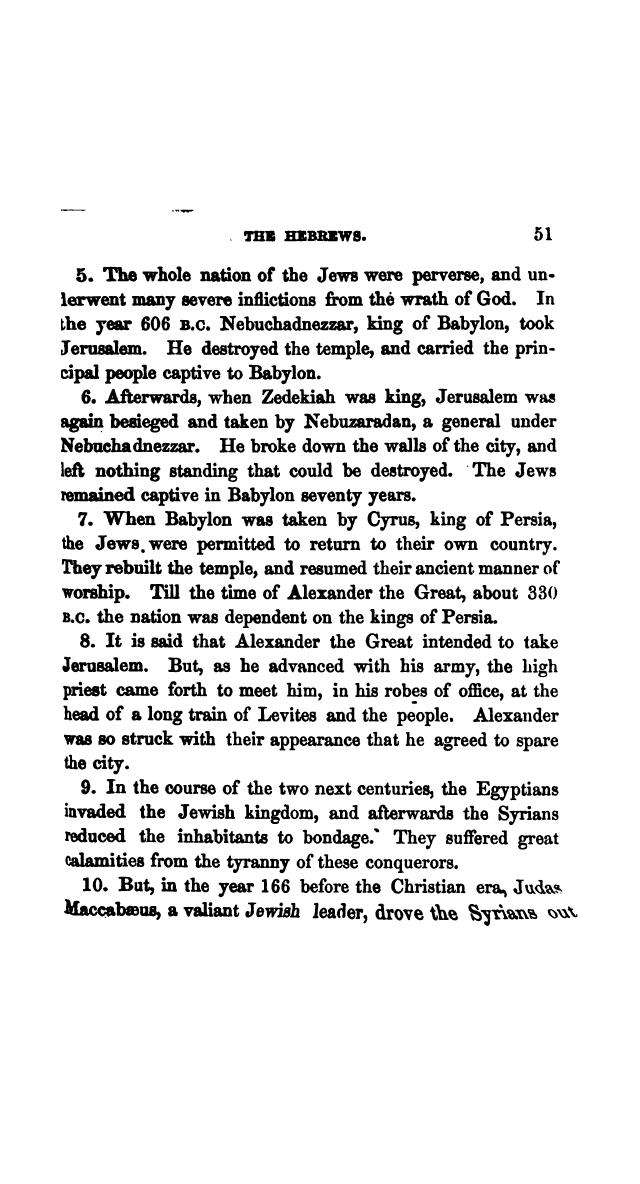 THE HEBREWS. 51
5. The whole nation of the Jews were perverse, and un-
lerwent many severe inflictions from the wrath of God. In
the year 606 B.C. Nebuchadnezzar, king of Babylon, took
Jerusalem. He destroyed the temple, and carried the prin-
cipal people captive to Babylon.
6. Afterwards, when Zedekiah was king, Jerusalem was
again besieged and taken by Nebuzaradan, a general under
Nebuchadnezzar. He broke down the walls of the city, and
left nothing standing that could be destroyed. The Jews
remained captive in Babylon seventy years.
7. When Babylon was taken by Cyrus, king of Persia,
the Jews were permitted to return to their own country.
They rebuilt the temple, and resumed their ancient manner of
worship. Till the time of Alexander the Great, about 330
B.C. the nation was dependent on the kings of Persia.
8. It is said that Alexander the Great intended to take
Jerusalem. But, as he advanced with his army, the high
priest came forth to meet him, in his robes of office, at the
head of a long train of Levites and the people. Alexander
was so struck with their appearance that he agreed to spare
the city.
9. In the course of the two next centuries, the Egyptians
invaded the Jewish kingdom, and afterwards the Syrians
reduced the inhabitants to bondage. They suffered great
calamities from the tyranny of these conquerors.
10. But, in the year 166 before the Christian era, Judas
Maccabæus, a valiant Jewish leader, drove the Syrians out